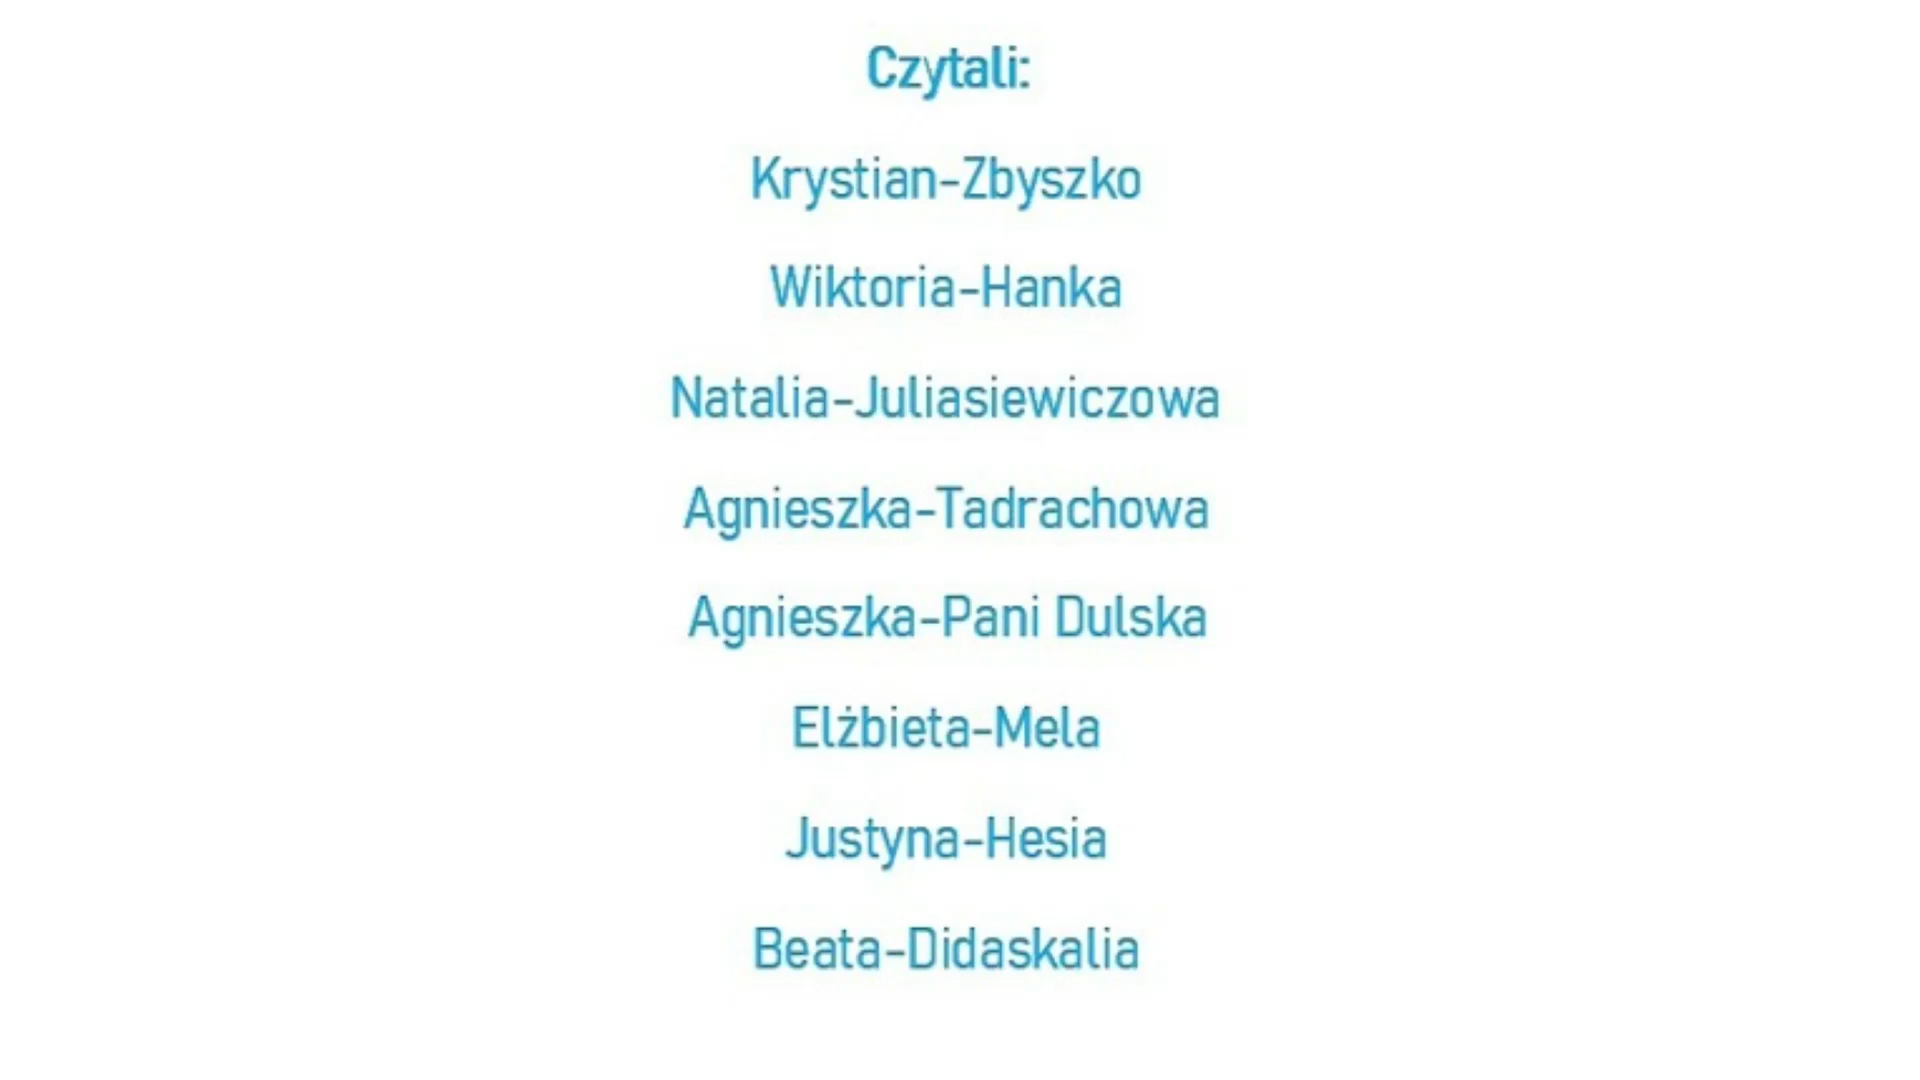 Czytali:
Krystian-Zbyszko
Wiktoria-Hanka
Natalia-Juliasiewiczowa
Agnieszka-Tadrachowa
Agnieszka-Pani Dulska
Elżbieta-Mela
Justyna-Hesia
Beata-Didaskalia